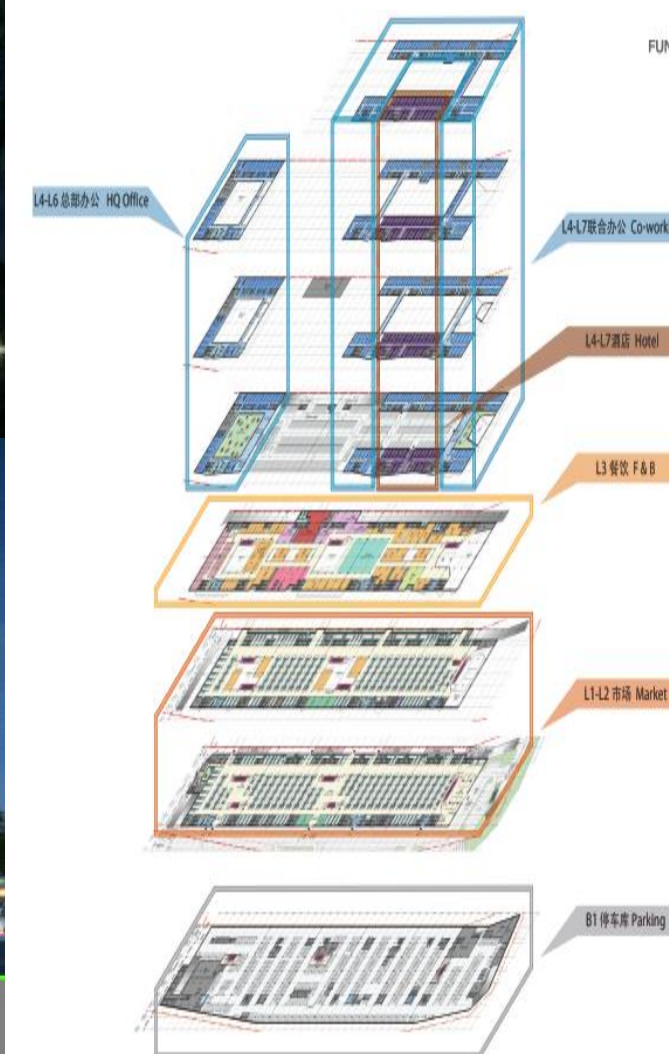 FUN
L4-L6 总部办公 HQ Office
L4-L7联合办公 Co-work
L4-L7酒店 Hotel
L3 餐饮 F & B
L1-L2 市场 Market
B1 停车库 Parking